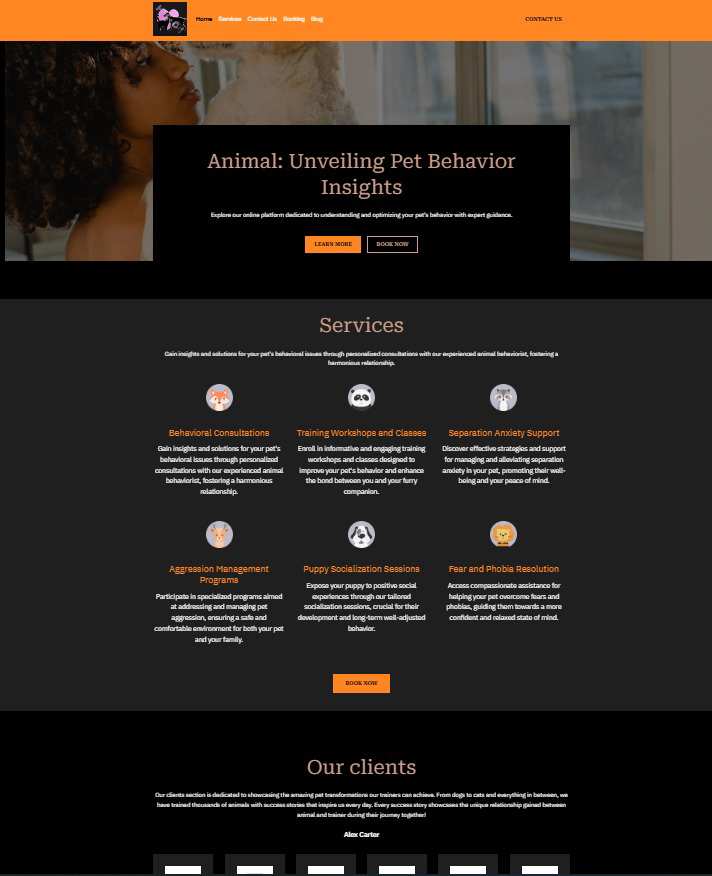 Home Services Contact Us Booking Blog
CONTACT US
Animal: Unveiling Pet Behavior
Insights
Explore our online platform dedicated to understanding and optimizing your pet's behavior with expert guidance.
LEARN MORE
BOOK NOW
Services
Gain insights and solutions for your pet's behavioral issues through personalized consultations with our experienced animal behaviorist, fostering a
harmonious relationship.
Behavioral Consultations
Gain insights and solutions for your pet's
behavioral issues through personalized
consultations with our experienced animal
behaviorist, fostering a harmonious
relationship.
Training Workshops and Classes
Enroll in informative and engaging training
workshops and classes designed to
improve your pet's behavior and enhance
the bond between you and your furry
companion.
Separation Anxiety Support
Discover effective strategies and support
for managing and alleviating separation
anxiety in your pet, promoting their well-
being and your peace of mind.
Aggression Management
Programs
Participate in specialized programs aimed
at addressing and managing pet
aggression, ensuring a safe and
comfortable environment for both your pet
and your family.
Puppy Socialization Sessions
Expose your puppy to positive social
experiences through our tailored
socialization sessions, crucial for their
development and long-term well-adjusted
behavior.
Fear and Phobia Resolution
Access compassionate assistance for
helping your pet overcome fears and
phobias, guiding them towards a more
confident and relaxed state of mind.
BOOK NOW
Our clients
Our clients section is dedicated to showcasing the amazing pet transformations our trainers can achieve. From dogs to cats and everything in between, we
have trained thousands of animals with success stories that inspire us every day. Every success story showcases the unique relationship gained between
animal and trainer during their journey together!
Alex Carter